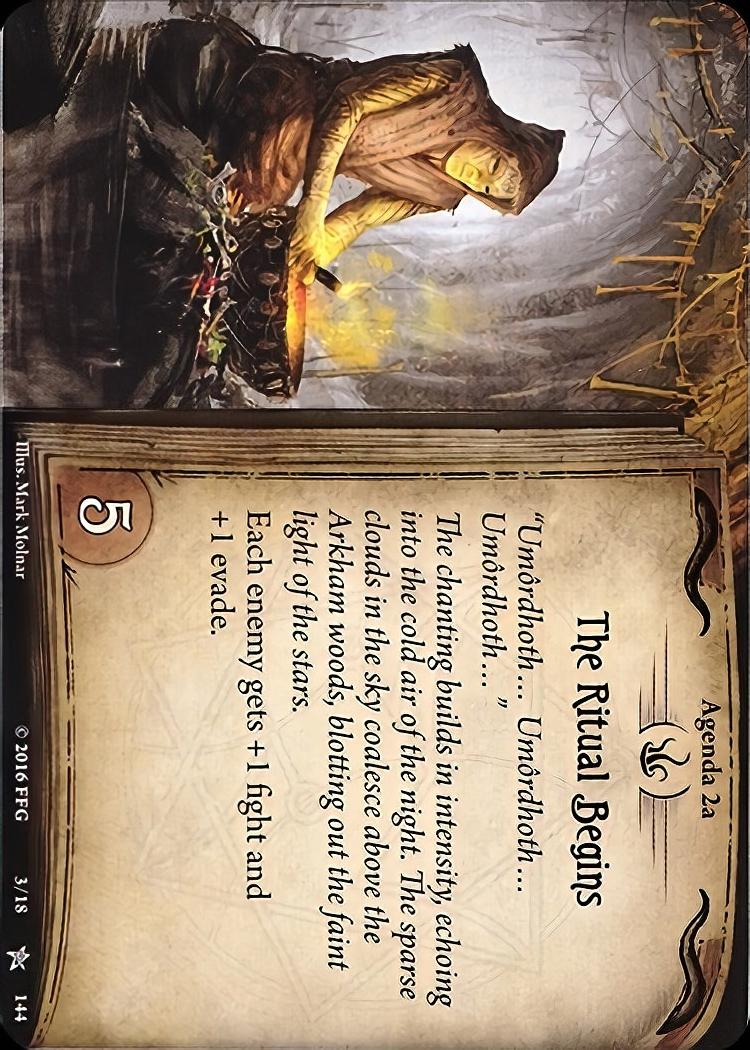 Agenda 2a
The Ritual Begins
“Umôrdhoth… Umôrdhoth…
Umôrdhoth… ”
The chanting builds in intensity, echoing
into the cold air of the night. The sparse
clouds in the sky coalesce above the
Arkham woods, blotting out the faint
light of the stars.
Each enemy gets +1 fight and
+1 evade.
5
Illus. Mark Molnar © 2016 FFG 3/18 144